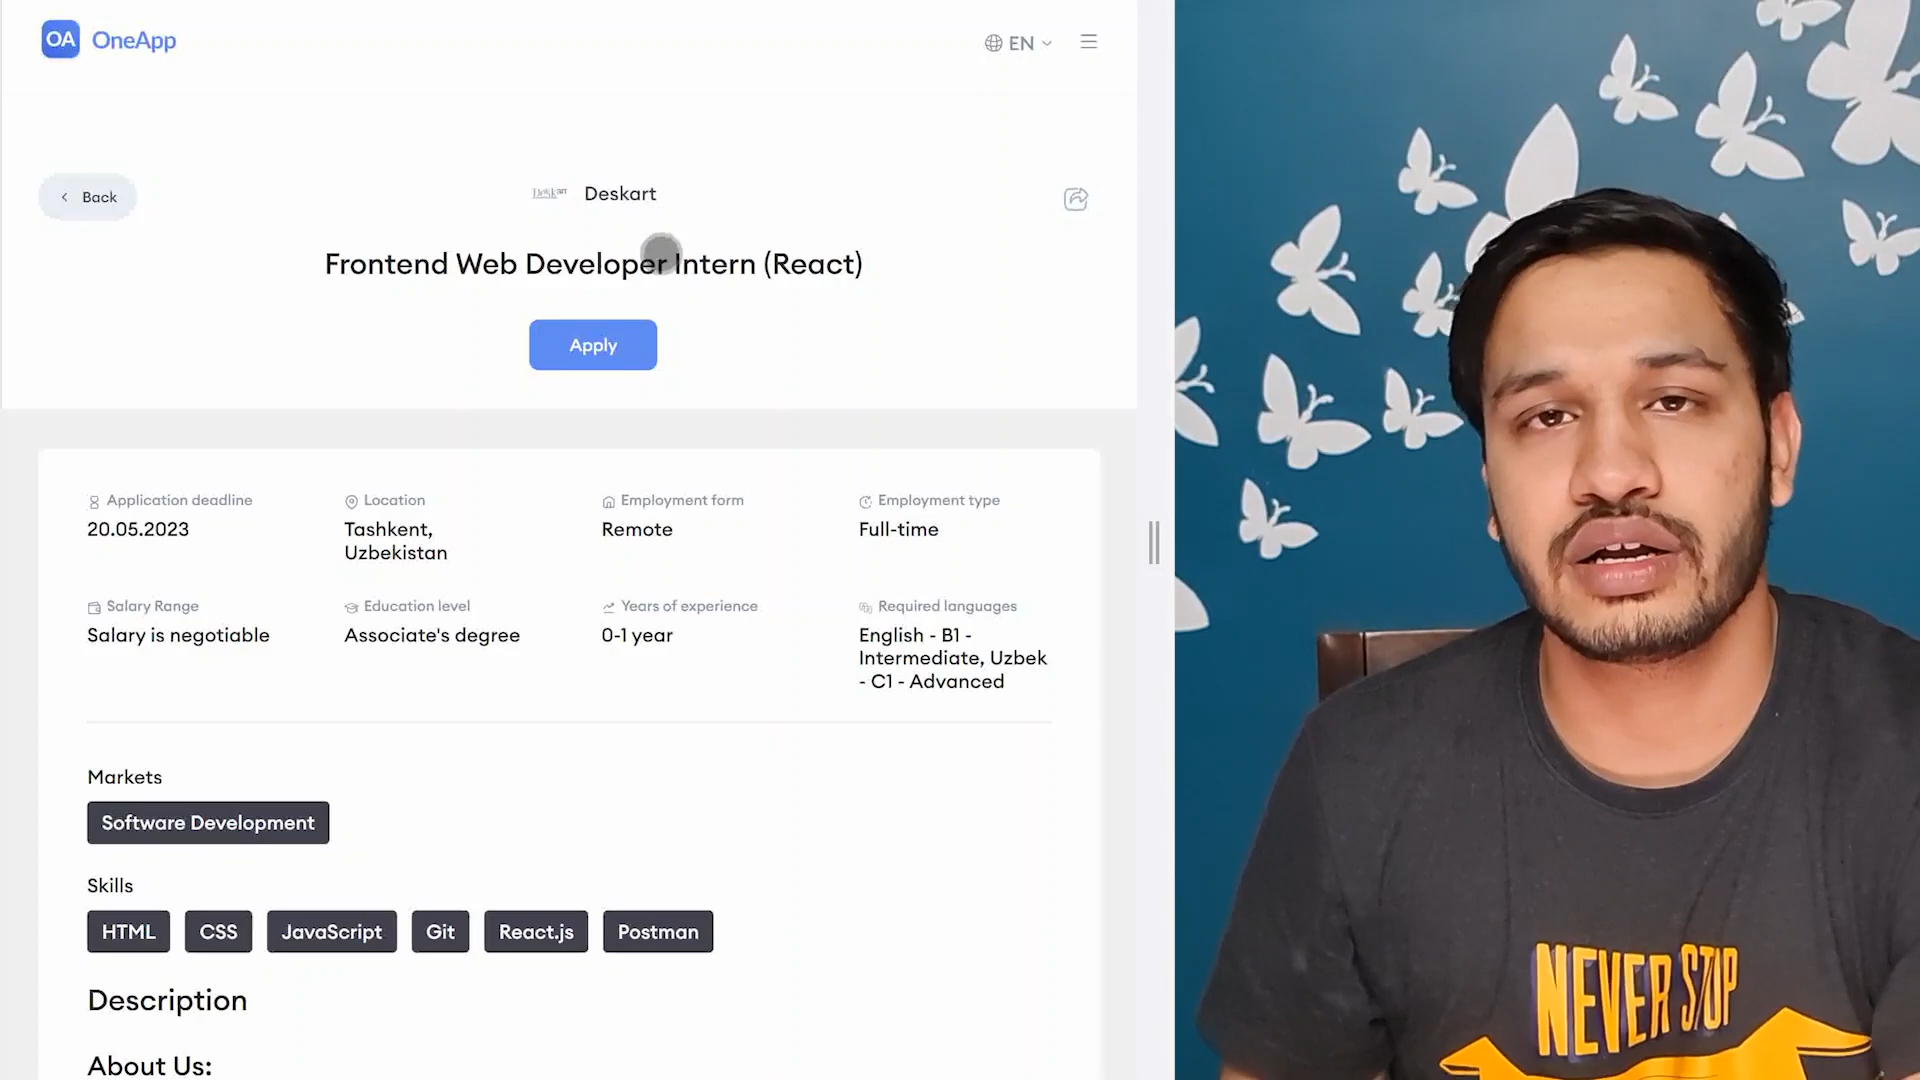 OA OneApp
EN
Back
Deskart
Frontend Web Developer Intern (React)
Apply
Application deadline
20.05.2023
Location
Tashkent,
Uzbekistan
Employment form
Remote
Employment type
Full-time
Salary Range
Salary is negotiable
Education level
Associate's degree
Years of experience
0-1 year
Required languages
English - B1 -
Intermediate, Uzbek
- C1 - Advanced
Markets
Software Development
Skills
HTML CSS JavaScript Git React.js Postman
Description
About Us:
NEVER STOP